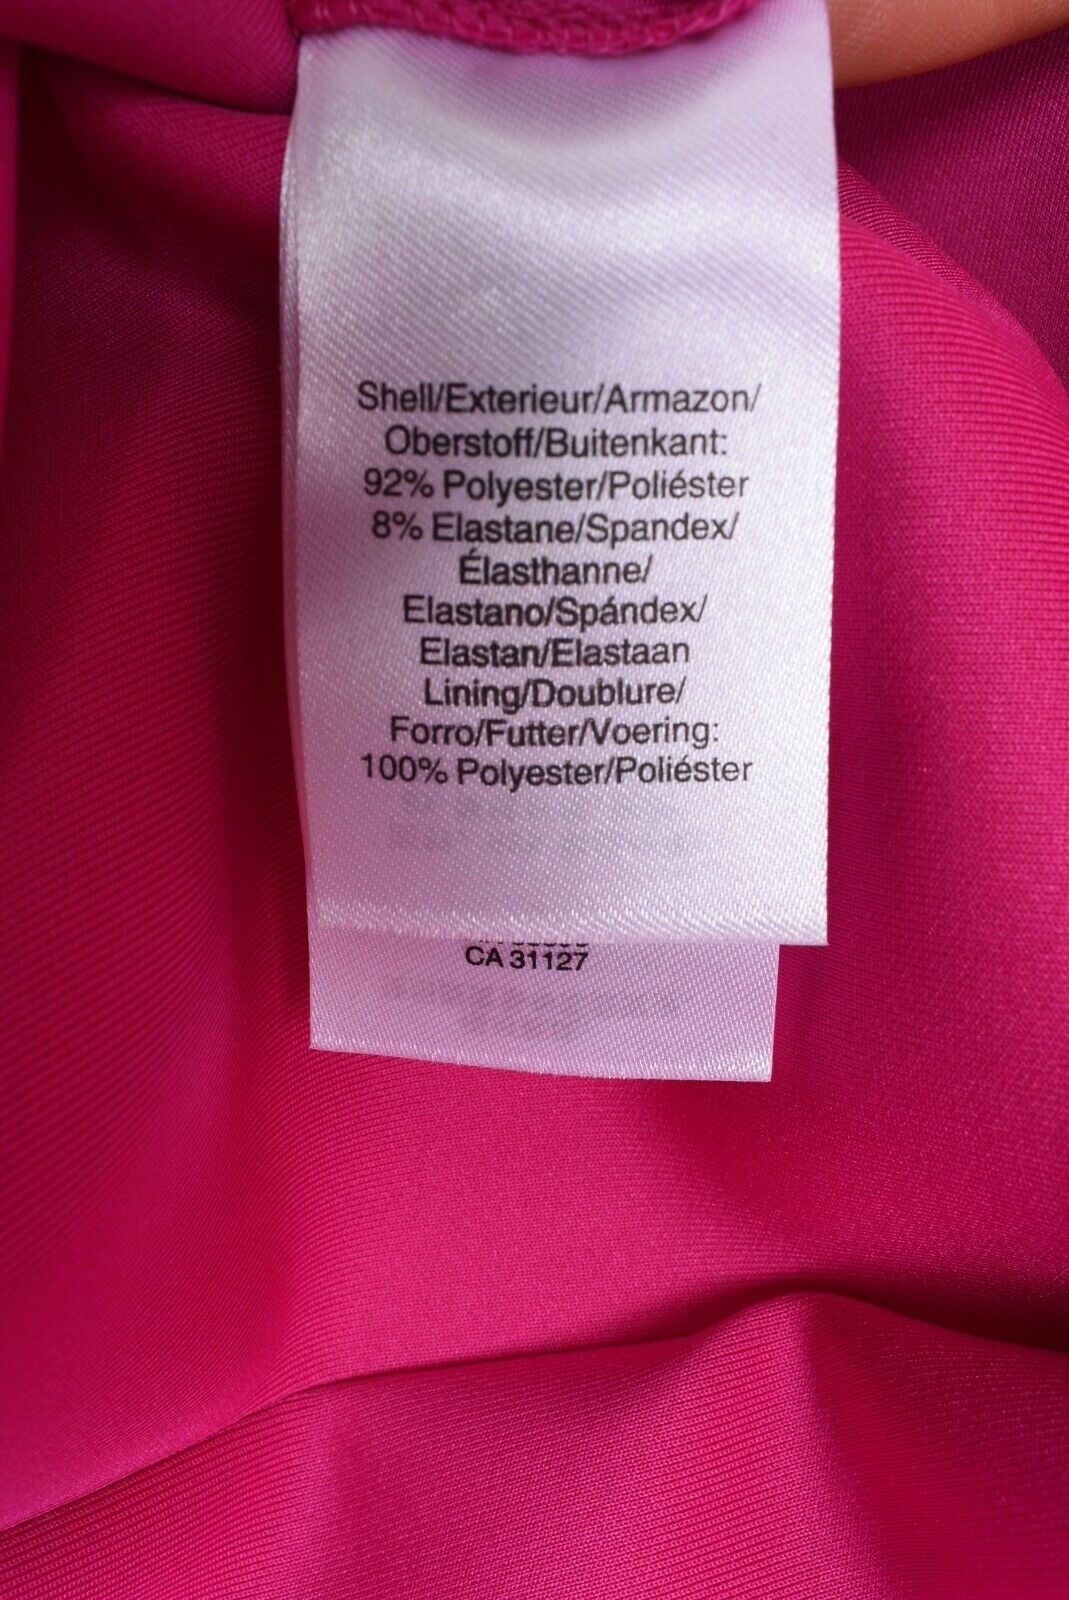 Shell/Exterieur/Armazon/
Oberstoff/Buitenkant:
92% Polyester/Poliéster
8% Elastane/Spandex/
Élasthanne/
Elastano/Spándex/
Elastan/Elastaan
Lining/Doublure/
Forro/Futter/Voering:
100% Polyester/Poliéster
CA 31127